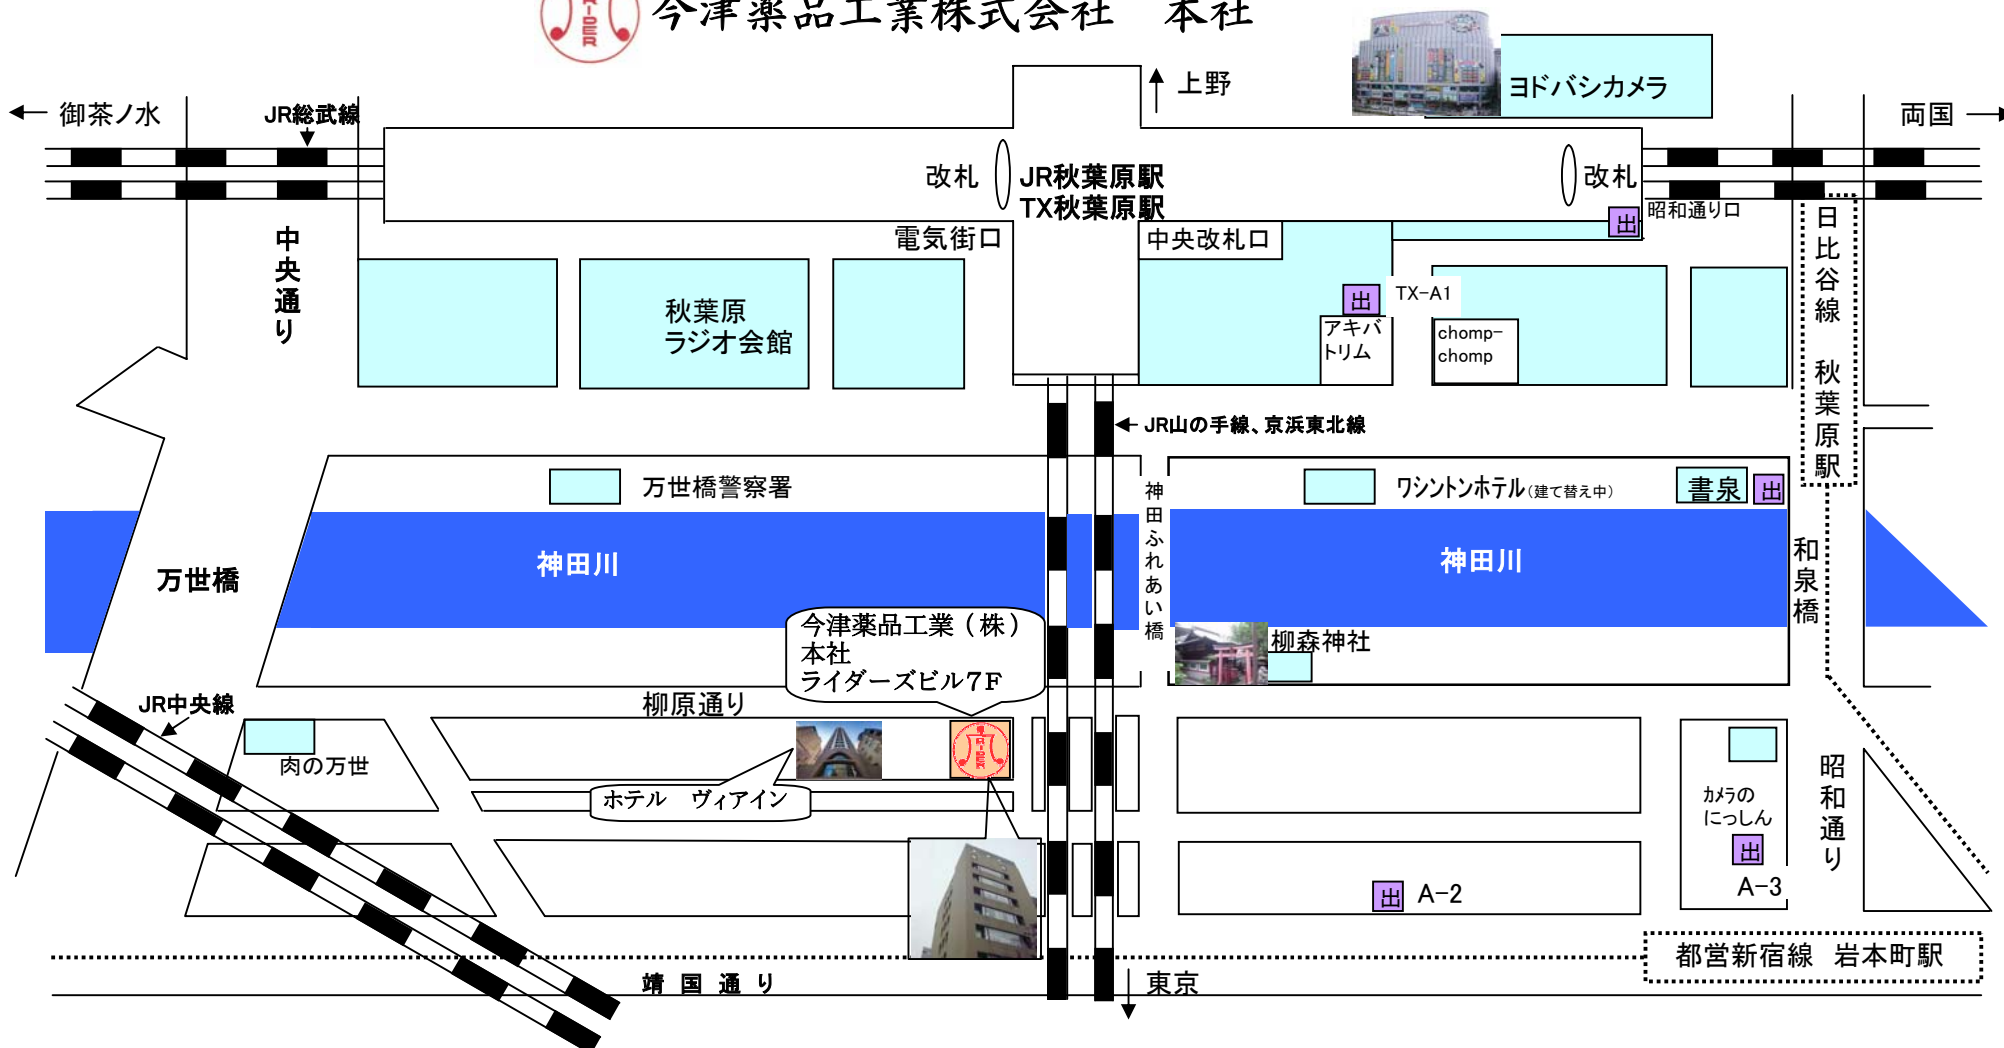 今津薬品工業株式会社　本社
RIDER
上野
ヨドバシカメラ
御茶ノ水
JR総武線
両国
改札
JR秋葉原駅
TX秋葉原駅
改札
出
昭和通り口
電気街口
中央改札口
中央通り
日比谷線　秋葉原駅
秋葉原
ラジオ会館
出
TX-A1
アキバ
トリム
chomp-
chomp
JR山の手線、京浜東北線
万世橋警察署
神田ふれあい橋
ワシントンホテル(建て替え中)
書泉
出
神田川
神田川
万世橋
和泉橋
今津薬品工業（株）
本社
ライダーズビル7F
柳森神社
JR中央線
柳原通り
RIDER
肉の万世
ホテル　ヴィアイン
カメラの
にっしん
出
A-3
昭和通り
出
A-2
都営新宿線　岩本町駅
靖国通り
東京